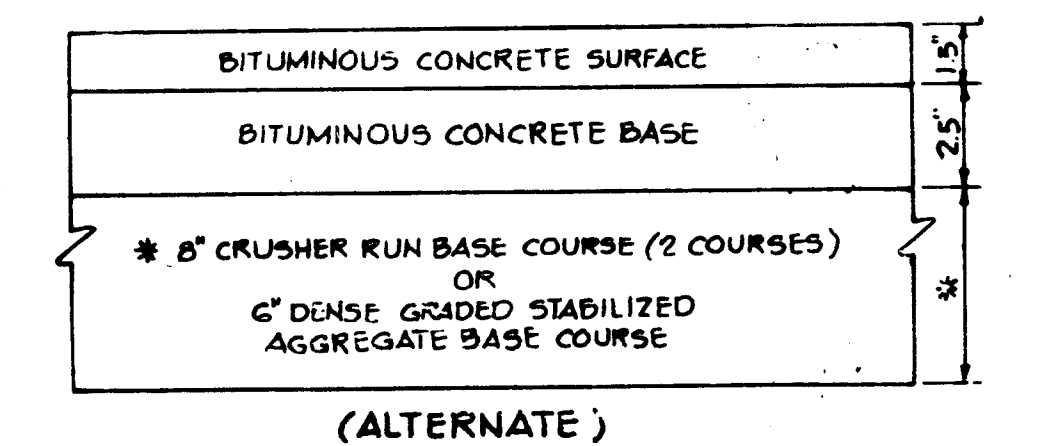 BITUMINOUS CONCRETE SURFACE
1.5"
BITUMINOUS CONCRETE BASE
2.5"
* 8" CRUSHER RUN BASE COURSE (2 COURSES)
OR
6" DENSE GRADED STABILIZED
AGGREGATE BASE COURSE
*
(ALTERNATE)